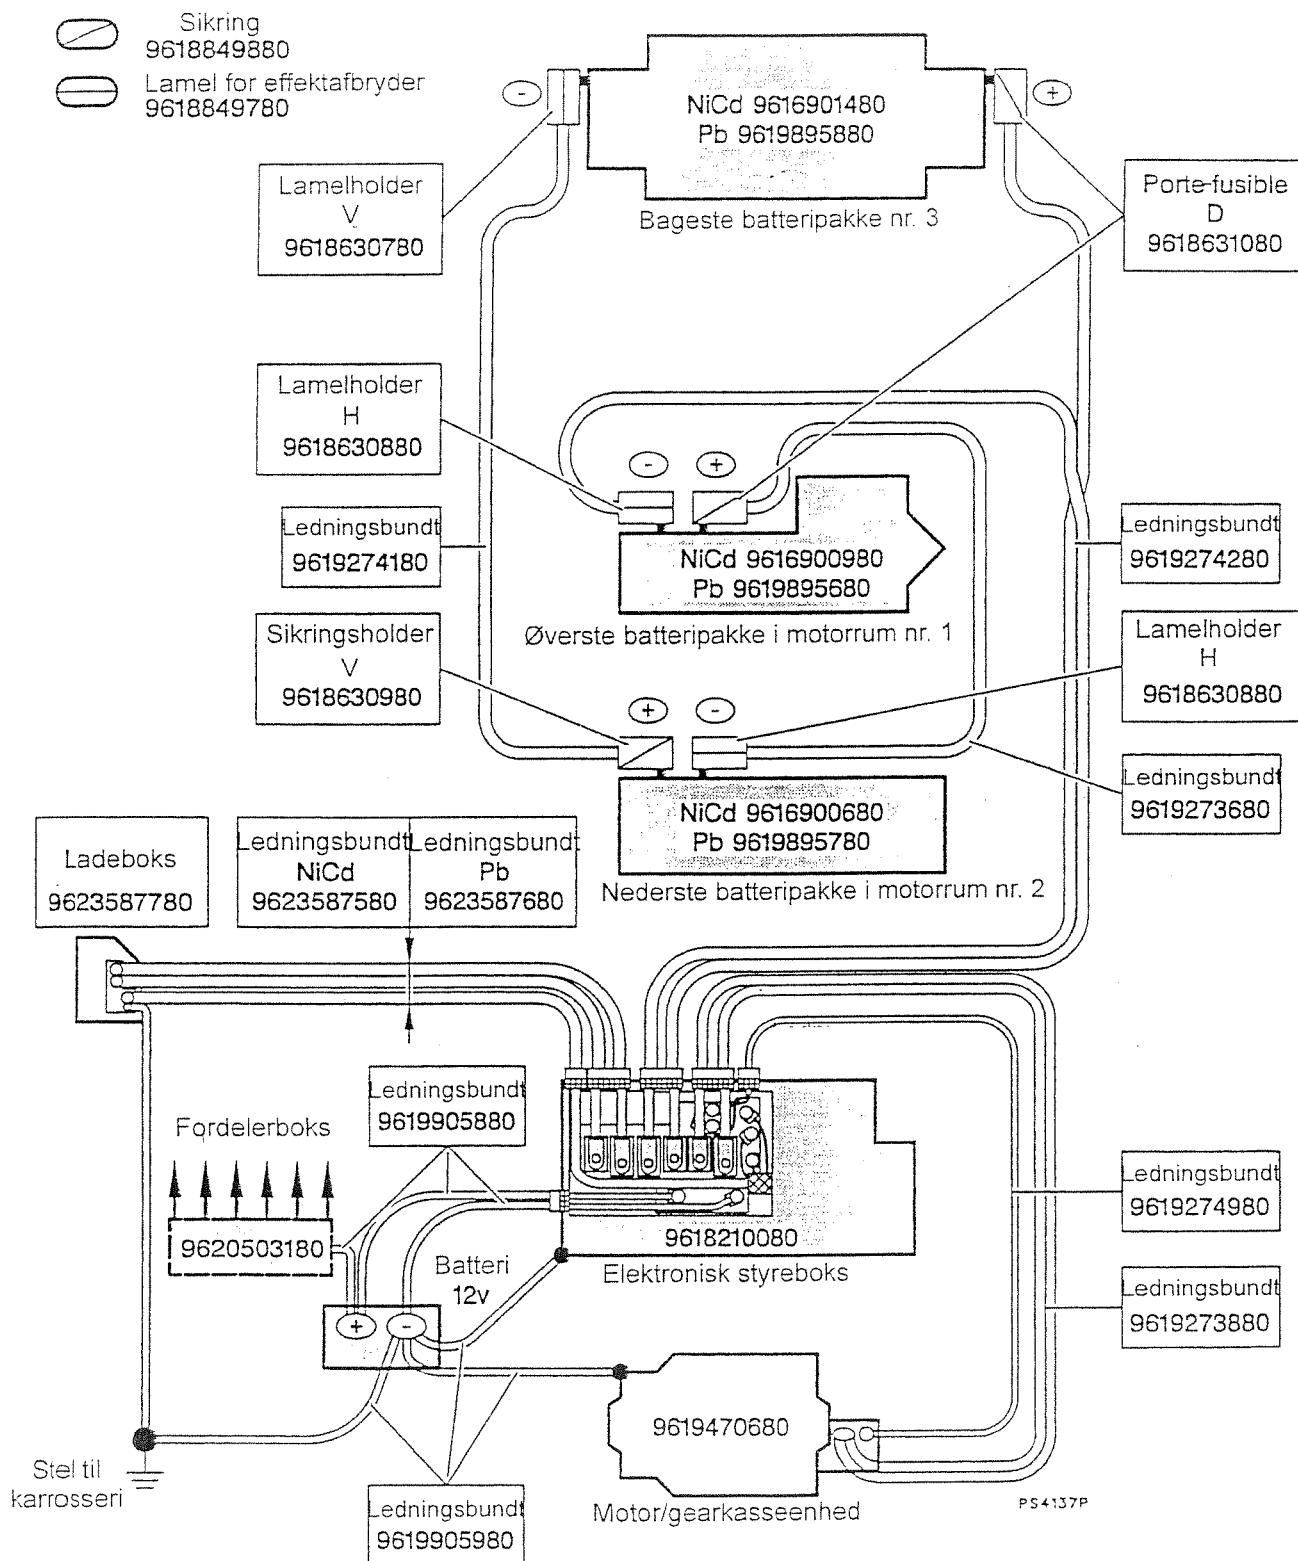 Sikring
9618849880
Lamel for effektafbryder
9618849780
-
+
NiCd 9616901480
Pb 9619895880
Bageste batteripakke nr. 3
Lamelholder
V
9618630780
Porte-fusible
D
9618631080
Lamelholder
H
9618630880
-
+
Ledningsbundt
9619274180
NiCd 9616900980
Pb 9619895680
Øverste batteripakke i motorrum nr. 1
Ledningsbundt
9619274280
Sikringsholder
V
9618630980
Lamelholder
H
9618630880
+
-
NiCd 9616900680
Pb 9619895780
Nederste batteripakke i motorrum nr. 2
Ledningsbundt
9619273680
Ladeboks
9623587780
Ledningsbundt
NiCd
9623587580
Ledningsbundt
Pb
9623587680
Ledningsbundt
9619905880
Fordelerboks
9620503180
Batteri
12v
+
-
9618210080
Elektronisk styreboks
Ledningsbundt
9619274980
Ledningsbundt
9619273880
9619470680
Motor/gearkasseenhed
Stel til
karrosseri
Ledningsbundt
9619905980
PS4137P